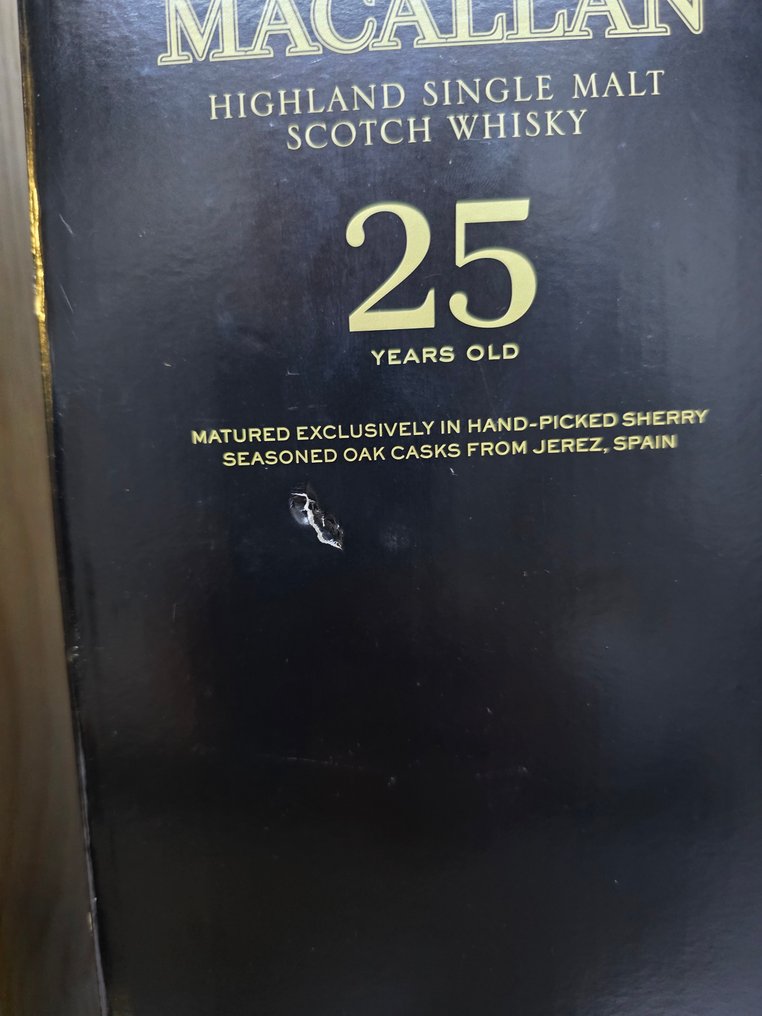 MACALLAN
HIGHLAND SINGLE MALT
SCOTCH WHISKY
25
YEARS OLD
MATURED EXCLUSIVELY IN HAND-PICKED SHERRY
SEASONED OAK CASKS FROM JEREZ, SPAIN